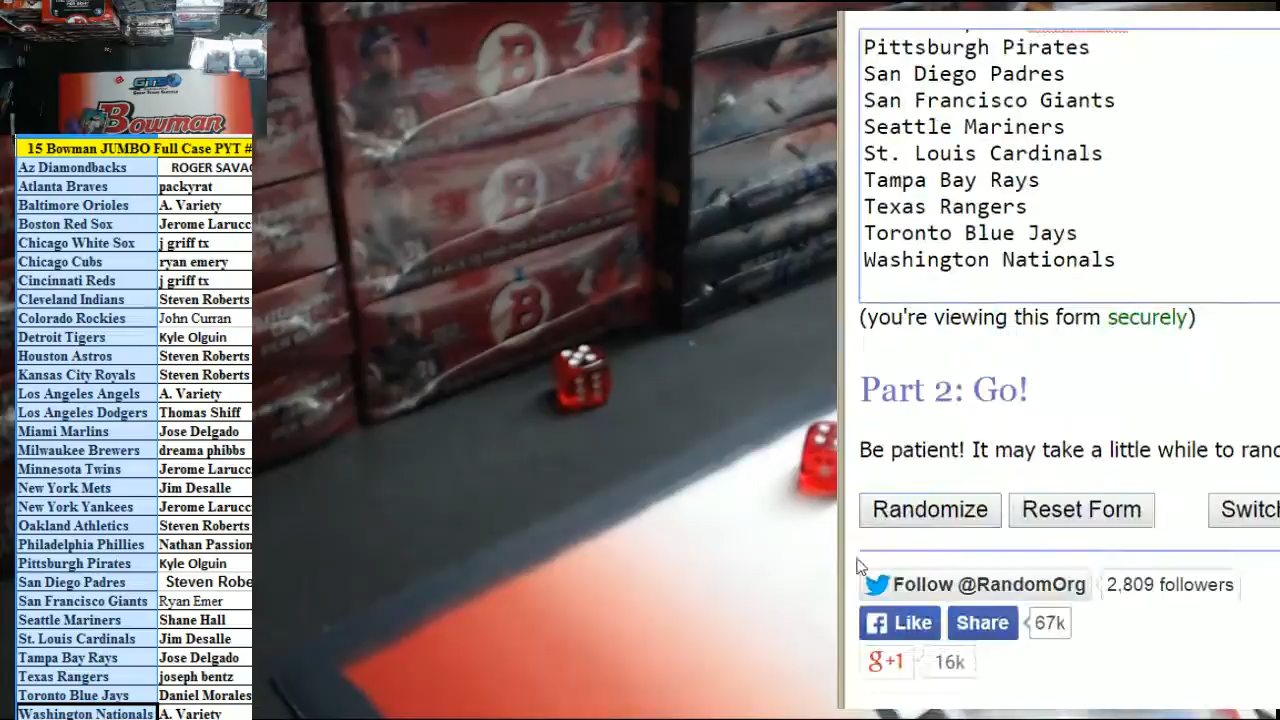 GTS
Bowman
15 Bowman JUMBO Full Case PYT #
Az Diamondbacks ROGER SAVAG
Atlanta Braves packyrat
Baltimore Orioles A. Variety
Boston Red Sox Jerome Larucc
Chicago White Sox j griff tx
Chicago Cubs ryan emery
Cincinnati Reds j griff tx
Cleveland Indians Steven Roberts
Colorado Rockies John Curran
Detroit Tigers Kyle Olguin
Houston Astros Steven Roberts
Kansas City Royals Steven Roberts
Los Angeles Angels A. Variety
Los Angeles Dodgers Thomas Shiff
Miami Marlins Jose Delgado
Milwaukee Brewers dreama phibbs
Minnesota Twins Jerome Larucc
New York Mets Jim Desalle
New York Yankees Jerome Larucc
Oakland Athletics Steven Roberts
Philadelphia Phillies Nathan Passion
Pittsburgh Pirates Kyle Olguin
San Diego Padres Steven Robe
San Francisco Giants Ryan Emer
Seattle Mariners Shane Hall
St. Louis Cardinals Jim Desalle
Tampa Bay Rays Jose Delgado
Texas Rangers joseph bentz
Toronto Blue Jays Daniel Morales
Washington Nationals A. Variety
B
B
B
Pittsburgh Pirates
San Diego Padres
San Francisco Giants
Seattle Mariners
St. Louis Cardinals
Tampa Bay Rays
Texas Rangers
Toronto Blue Jays
Washington Nationals
(you're viewing this form securely)
Part 2: Go!
Be patient! It may take a little while to rand
Randomize Reset Form Switch
Follow @RandomOrg 2,809 followers
Like Share 67k
g+1 16k